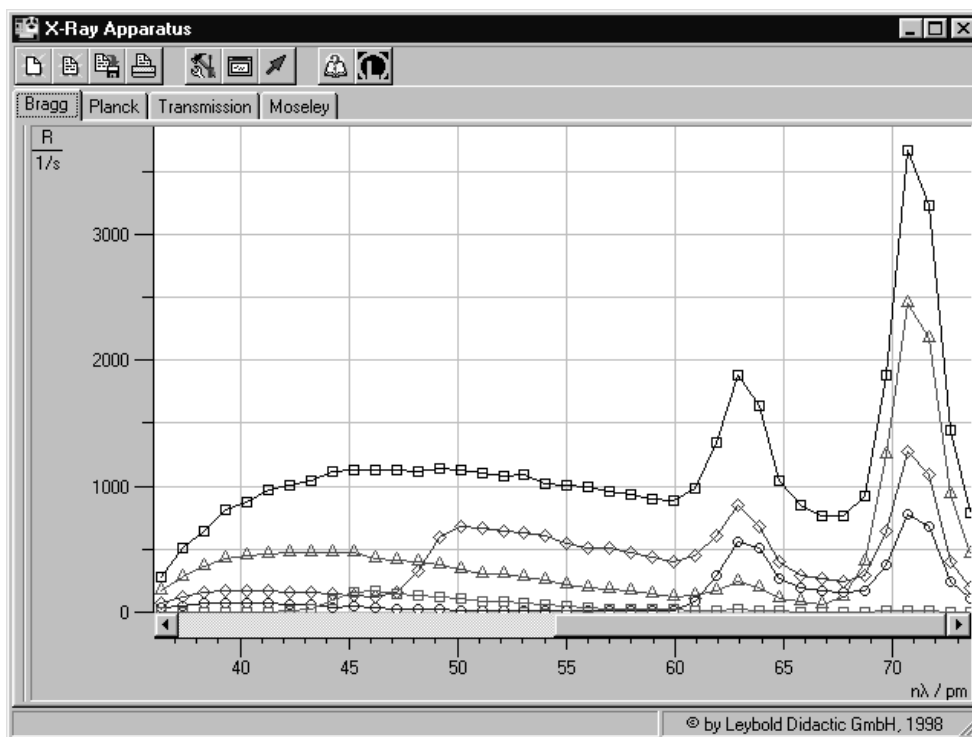 X-Ray Apparatus
Bragg Planck Transmission Moseley
R
1/s
3000
2000
1000
0
40 45 50 55 60 65 70
nλ / pm
© by Leybold Didactic GmbH, 1998